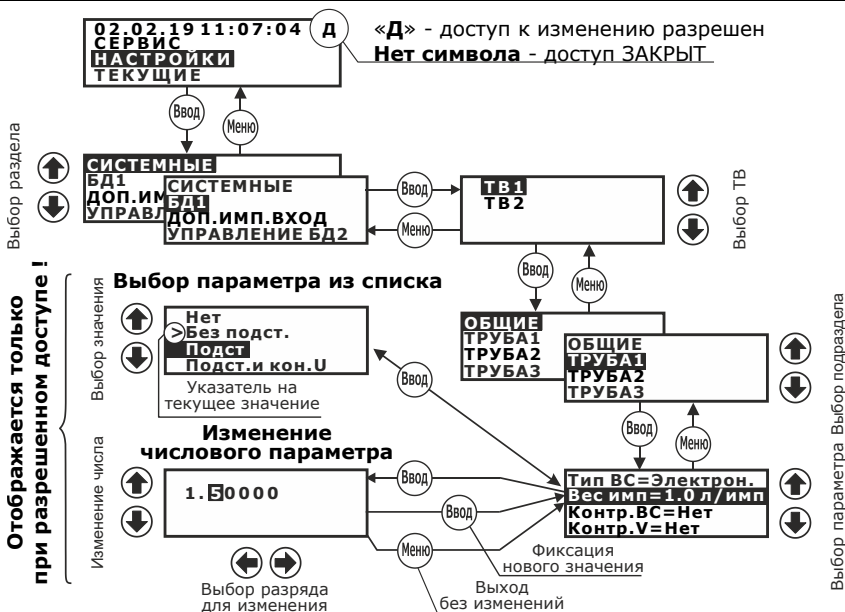 02.02.19 11:07:04
Д
СЕРВИС
НАСТРОЙКИ
ТЕКУЩИЕ
«Д» - доступ к изменению разрешен
Нет символа - доступ ЗАКРЫТ
Ввод
Меню
Выбор раздела
СИСТЕМНЫЕ
БД1
ДОП.ИМ
УПРАВЛ
СИСТЕМНЫЕ
БД1
ДОП.ИМП.ВХОД
УПРАВЛЕНИЕ БД2
Ввод
Меню
ТВ1
ТВ2
Выбор ТВ
Ввод
Меню
Отображается только
при разрешенном доступе !
Выбор параметра из списка
Выбор значения
Нет
>Без подст.
Подст
Подст.и кон.U
Указатель на
текущее значение
Ввод
ОБЩИЕ
ТРУБА1
ТРУБА2
ТРУБА3
ОБЩИЕ
ТРУБА1
ТРУБА2
ТРУБА3
Выбор подраздела
Ввод
Меню
Изменение
числового параметра
Изменение числа
1.50000
Ввод
Ввод
Меню
Тип ВС=Электрон.
Вес имп=1.0 л/имп
Контр.ВС=Нет
Контр.V=Нет
Выбор параметра
Фиксация
нового значения
Выход
без изменений
Выбор разряда
для изменения